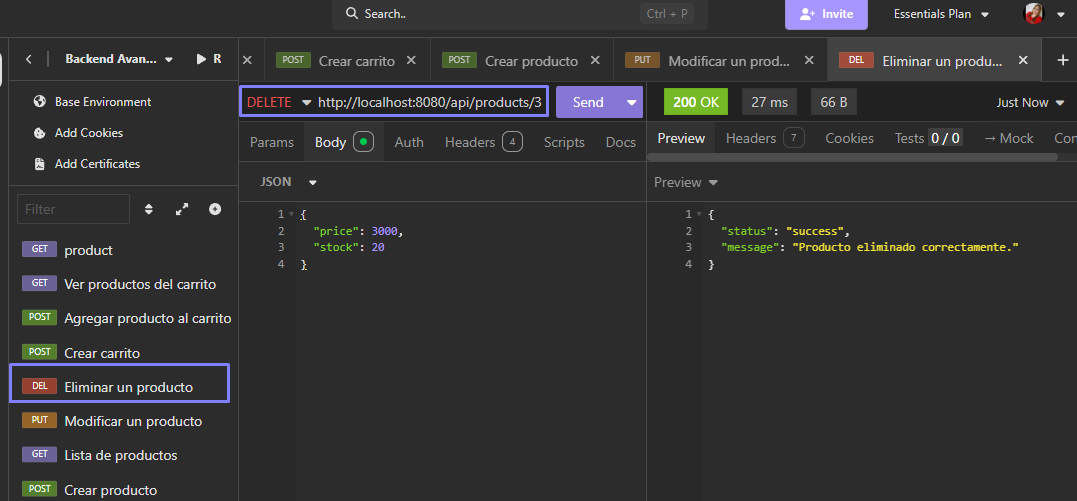 Search..
Ctrl + P
Invite
Essentials Plan
Backend Avan...
R
POST Crear carrito
POST Crear producto
PUT Modificar un prod...
DEL Eliminar un produ...
Base Environment
Add Cookies
Add Certificates
DELETE http://localhost:8080/api/products/3
Send
200 OK
27 ms
66 B
Just Now
Params
Body
Auth
Headers 4
Scripts
Docs
Preview
Headers 7
Cookies
Tests 0 / 0
→ Mock
Con
JSON
Preview
Filter
GET product
GET Ver productos del carrito
POST Agregar producto al carrito
POST Crear carrito
DEL Eliminar un producto
PUT Modificar un producto
GET Lista de productos
POST Crear producto
1 {
2 "price": 3000,
3 "stock": 20
4 }
1 {
2 "status": "success",
3 "message": "Producto eliminado correctamente."
4 }